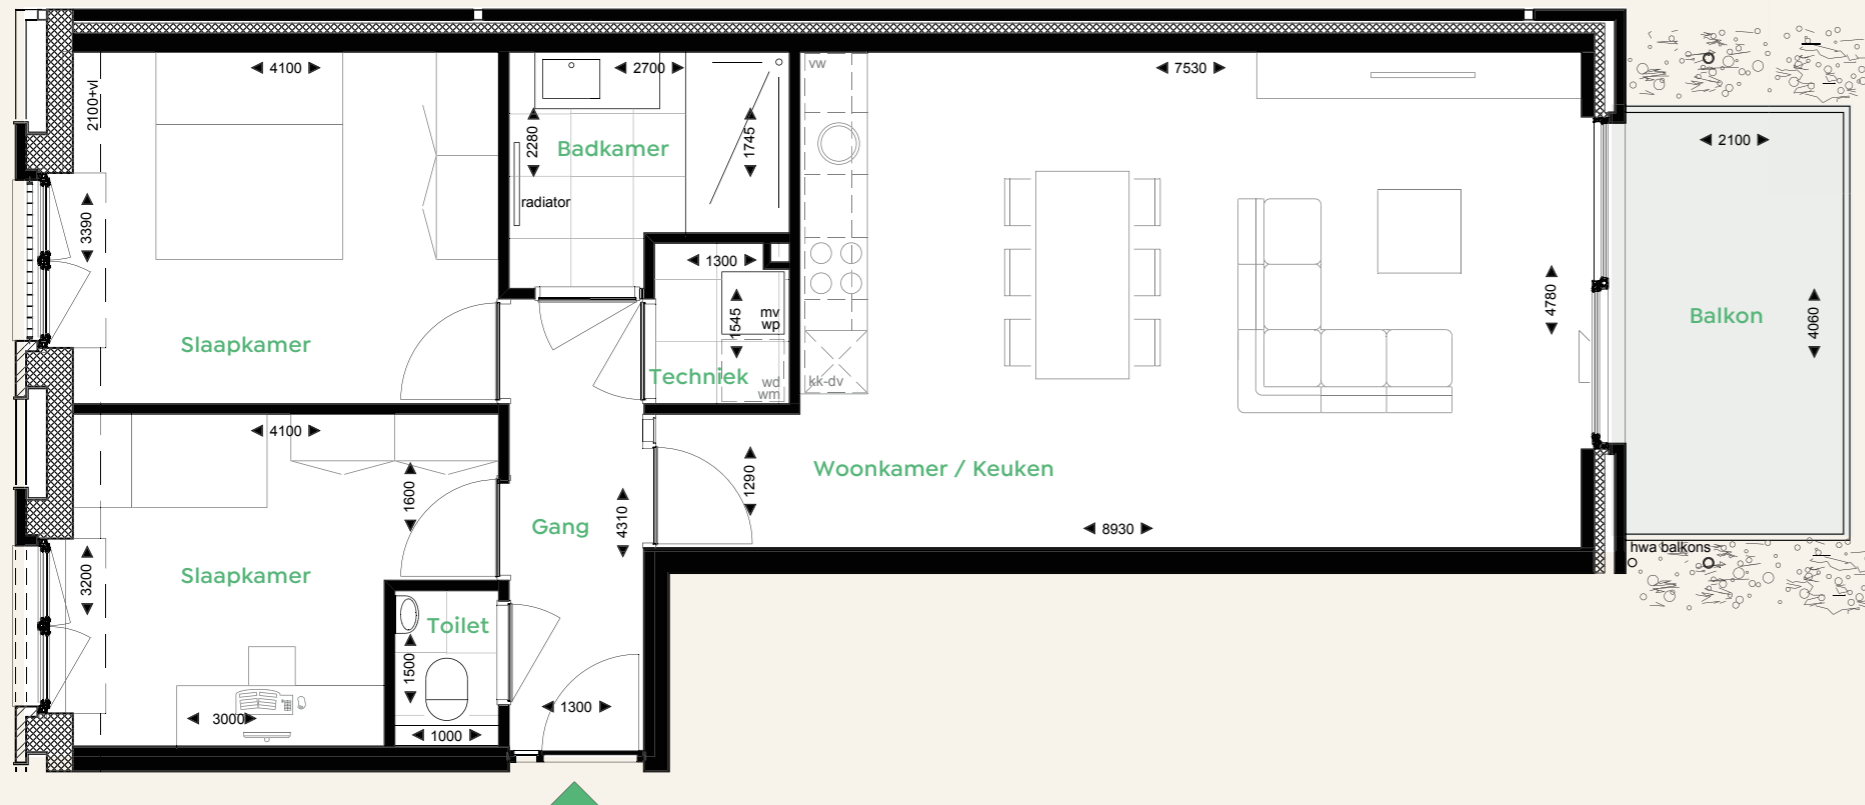 4100
2700
vw
7530
2100+vl
2280
Badkamer
1745
2100
radiator
3390
1300
1545
mv
wp
4780
Balkon
4060
Slaapkamer
Techniek
wd
wm
kk-dv
4100
1600
Gang
4310
1290
Woonkamer / Keuken
8930
hwa balkons
3200
Slaapkamer
Toilet
1500
3000
1000
1300